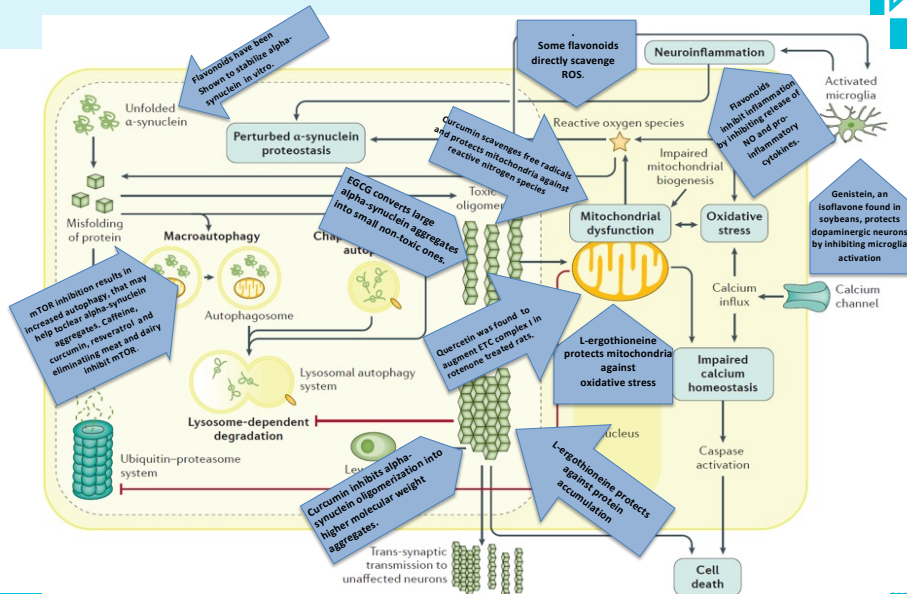 Flavonoids have been
Shown to stabilize alpha-
synuclein in vitro.
.
Some flavonoids
directly scavenge
ROS.
Neuroinflammation
Activated
microglia
Unfolded
α-synuclein
Perturbed α-synuclein
proteostasis
Reactive oxygen species
Flavonoids
inhibit inflammation
by inhibiting release of
NO and pro-
inflammatory
cytokines.
Curcumin scavenges free radicals
and protects mitochondria against
reactive nitrogen species
Impaired
mitochondrial
biogenesis
Genistein, an
isoflavone found in
soybeans, protects
dopaminergic neurons
by inhibiting microglia
activation
Misfolding
of protein
Toxic
oligome
EGCG converts large
alpha-synuclein aggregates
into small non-toxic ones.
Mitochondrial
dysfunction
Oxidative
stress
Macroautophagy
Chap
auto
Autophagosome
Calcium
influx
Calcium
channel
mTOR inhibition results in
increased autophagy, that may
help to clear alpha-synuclein
aggregates. Caffeine,
curcumin, resveratrol and
eliminating meat and dairy
inhibit mTOR.
Quercetin was found to
augment ETC complex I in
rotenone treated rats.
L-ergothioneine
protects mitochondria
against
oxidative stress
Impaired
calcium
homeostasis
Lysosomal autophagy
system
Lysosome-dependent
degradation
Ubiquitin–proteasome
system
Lew
ucleus
Caspase
activation
Curcumin inhibits alpha-
synuclein oligomerization into
higher molecular weight
aggregates.
L-ergothioneine protects
against protein
accumulation
Trans-synaptic
transmission to
unaffected neurons
Cell
death